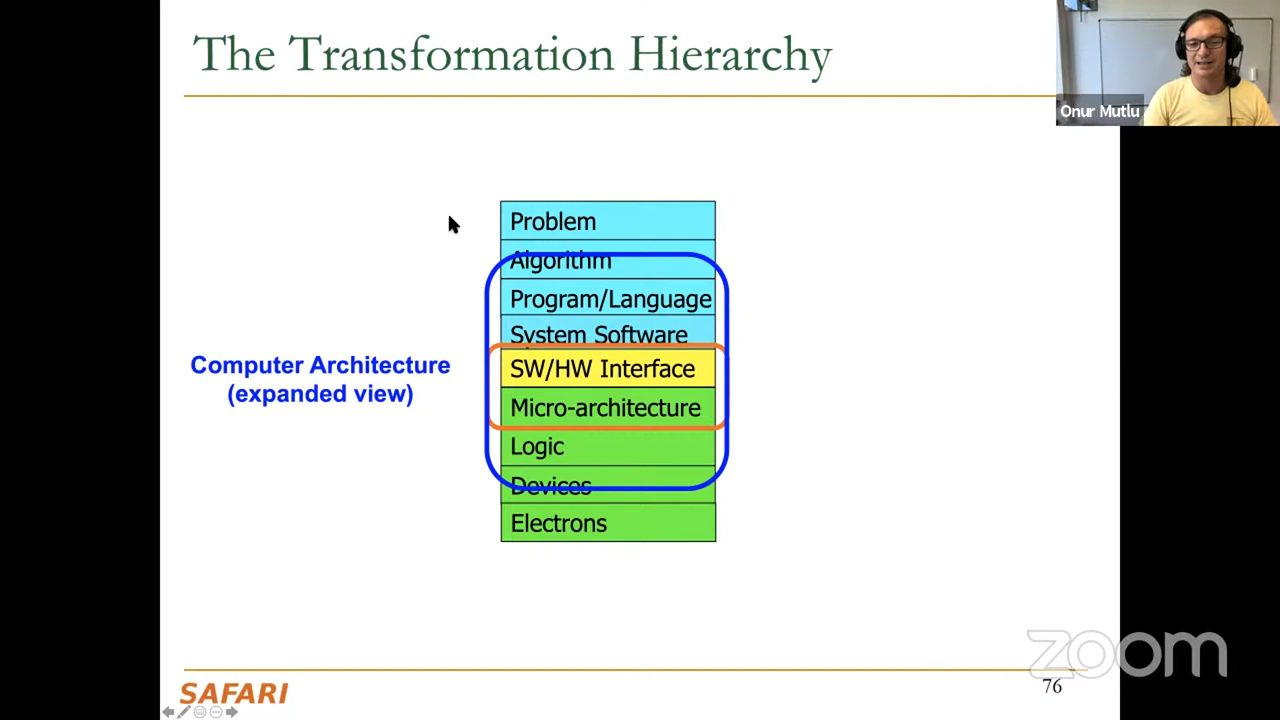 The Transformation Hierarchy
Onur Mutlu
Problem
Algorithm
Program/Language
System Software
SW/HW Interface
Micro-architecture
Logic
Devices
Electrons
Computer Architecture
(expanded view)
SAFARI
76
zoom